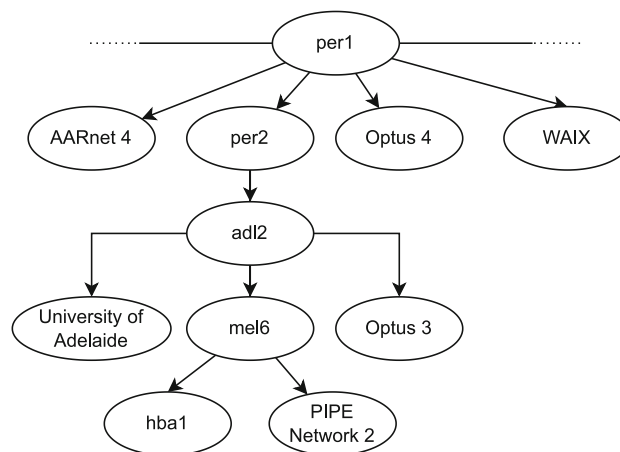 per1
AARnet 4
per2
Optus 4
WAIX
adl2
University of
Adelaide
mel6
Optus 3
hba1
PIPE
Network 2